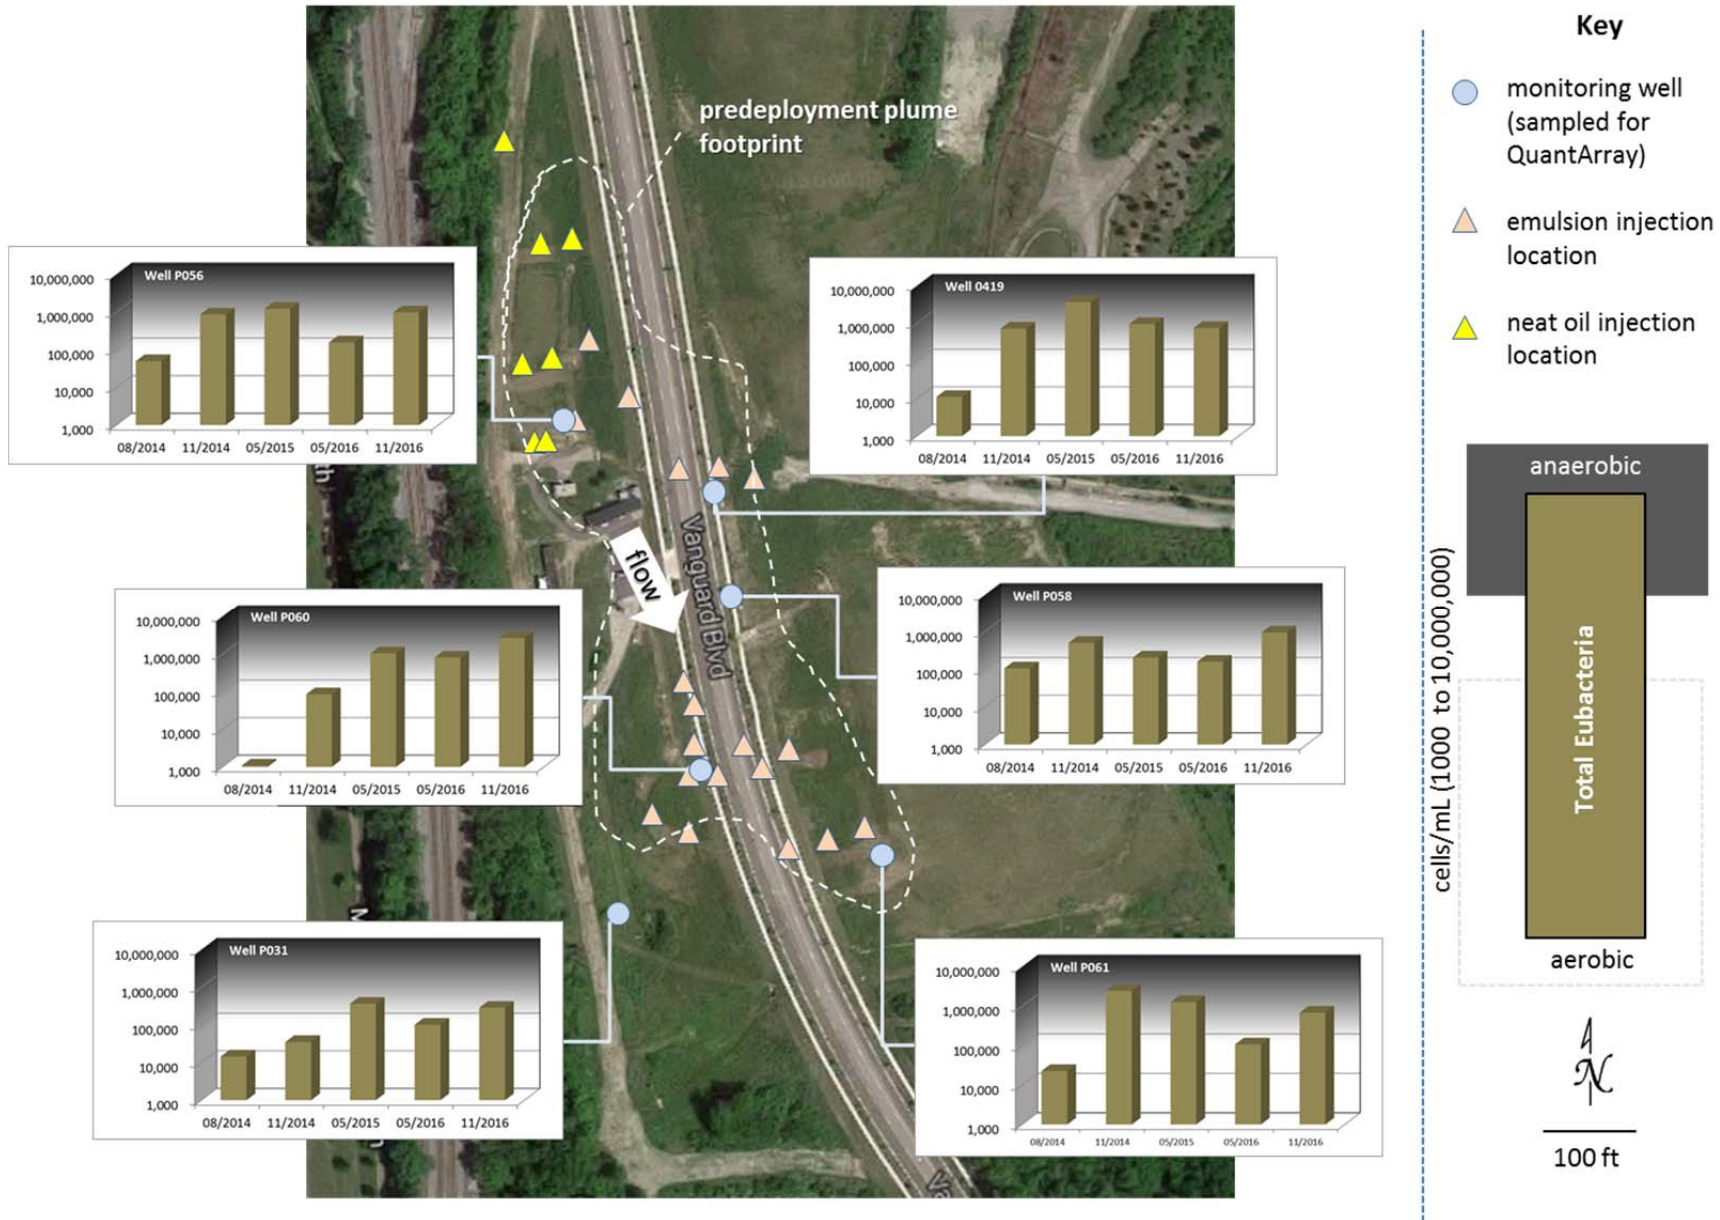 predeployment plume
footprint
Well P056
10,000,000
1,000,000
100,000
10,000
1,000
08/2014 11/2014 05/2015 05/2016 11/2016
Well 0419
10,000,000
1,000,000
100,000
10,000
1,000
08/2014 11/2014 05/2015 05/2016 11/2016
flow
Vanguard Blvd
Well P060
10,000,000
1,000,000
100,000
10,000
1,000
08/2014 11/2014 05/2015 05/2016 11/2016
Well P058
10,000,000
1,000,000
100,000
10,000
1,000
08/2014 11/2014 05/2015 05/2016 11/2016
Well P031
10,000,000
1,000,000
100,000
10,000
1,000
08/2014 11/2014 05/2015 05/2016 11/2016
Well P061
10,000,000
1,000,000
100,000
10,000
1,000
08/2014 11/2014 05/2015 05/2016 11/2016
Key
monitoring well
(sampled for
QuantArray)
emulsion injection
location
neat oil injection
location
cells/mL (1000 to 10,000,000)
anaerobic
Total Eubacteria
aerobic
N
100 ft